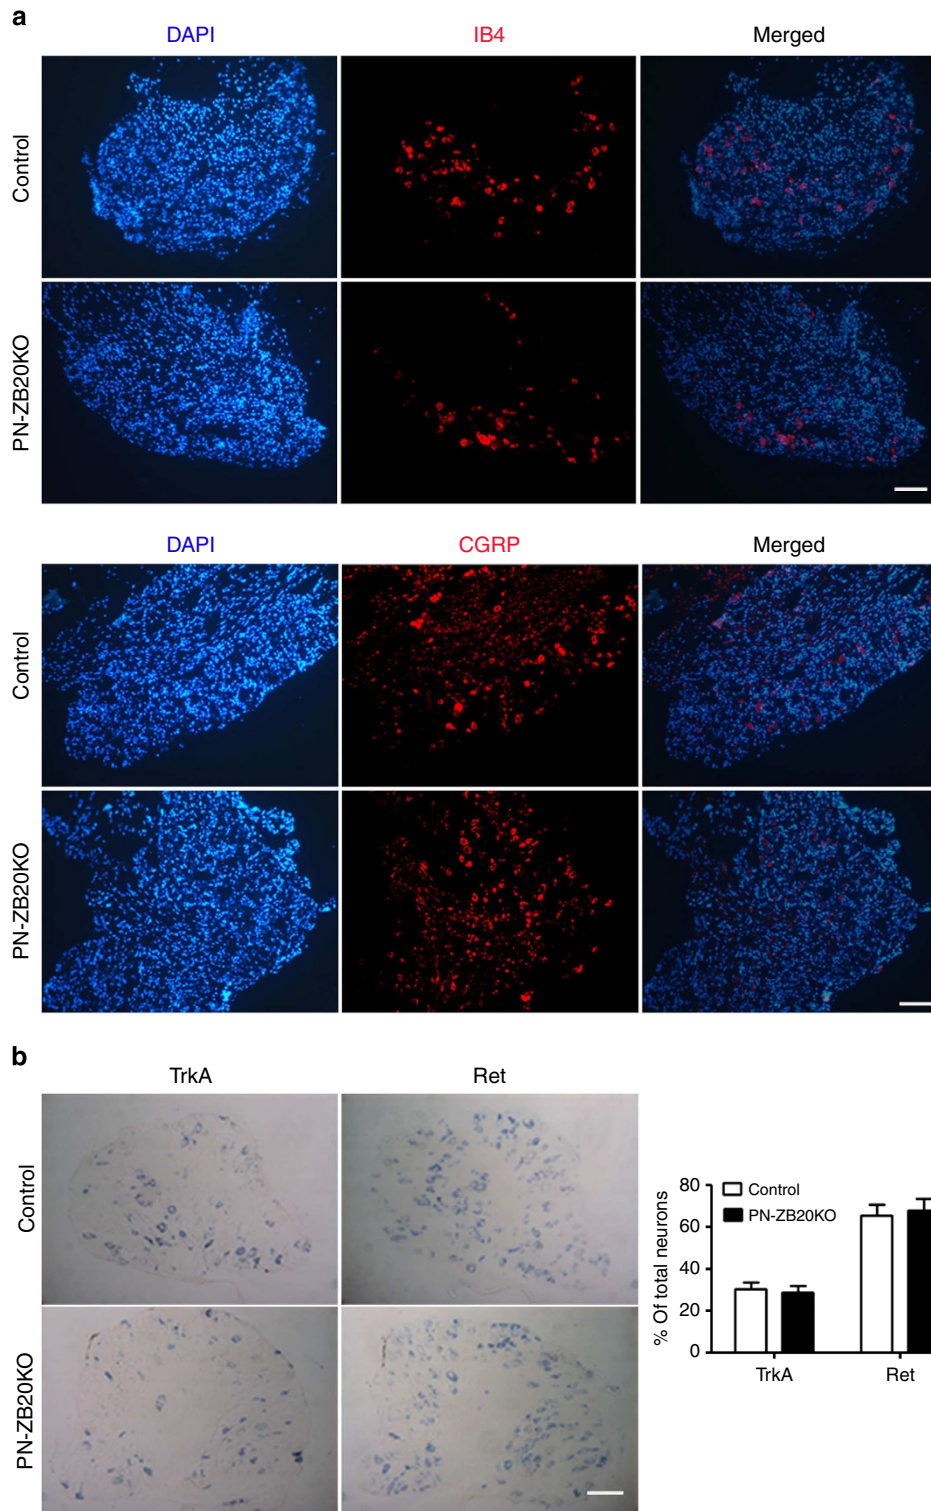 a
DAPI IB4 Merged
Control
PN-ZB20KO
DAPI CGRP Merged
Control
PN-ZB20KO
b
TrkA Ret
Control
PN-ZB20KO
80
60
40
20
0
% Of total neurons
Control
PN-ZB20KO
TrkA Ret